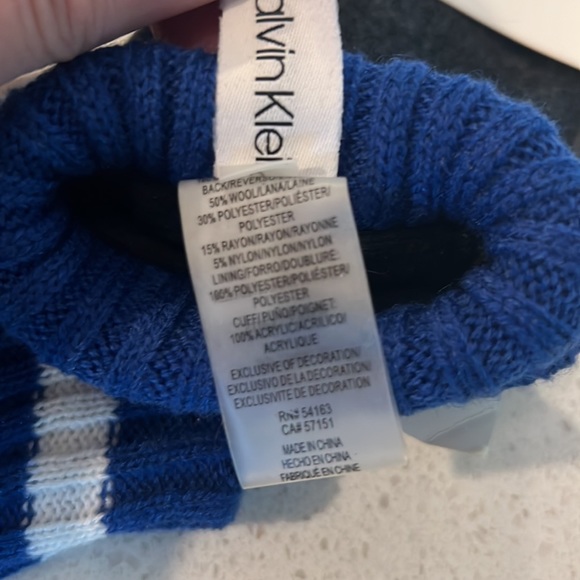 alvin Klei
BACK/REVERSO
50% WOOL/LANA/LAINE
30% POLYESTER/POLIÉSTER/
POLYESTER
15% RAYON/RAYON/RAYONNE
5% NYLON/NYLON/NYLON
LINING/FORRO/DOUBLURE:
100% POLYESTER/POLIÉSTER/
POLYESTER
CUFF/PUÑO/POIGNET:
100% ACRYLIC/ACRILICO/
ACRYLIQUE
EXCLUSIVE OF DECORATION/
EXCLUSIVO DE LA DECORATION/
EXCLUSIVITE DE DECORATION
RN# 54163
CA# 57151
MADE IN CHINA
HECHO EN CHINA
FABRIQUÉ EN CHINE